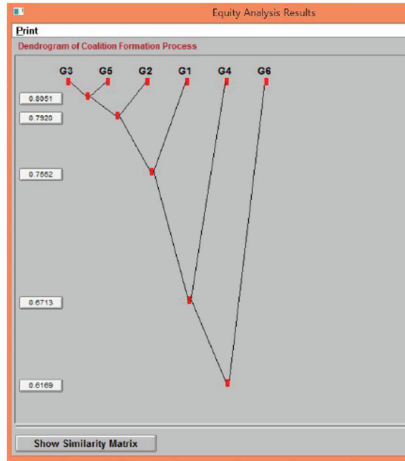 Equity Analysis Results
Print
Dendrogram of Coalition Formation Process
G3 G5 G2 G1 G4 G6
0.8051
0.7920
0.7552
0.6713
0.6169
Show Similarity Matrix